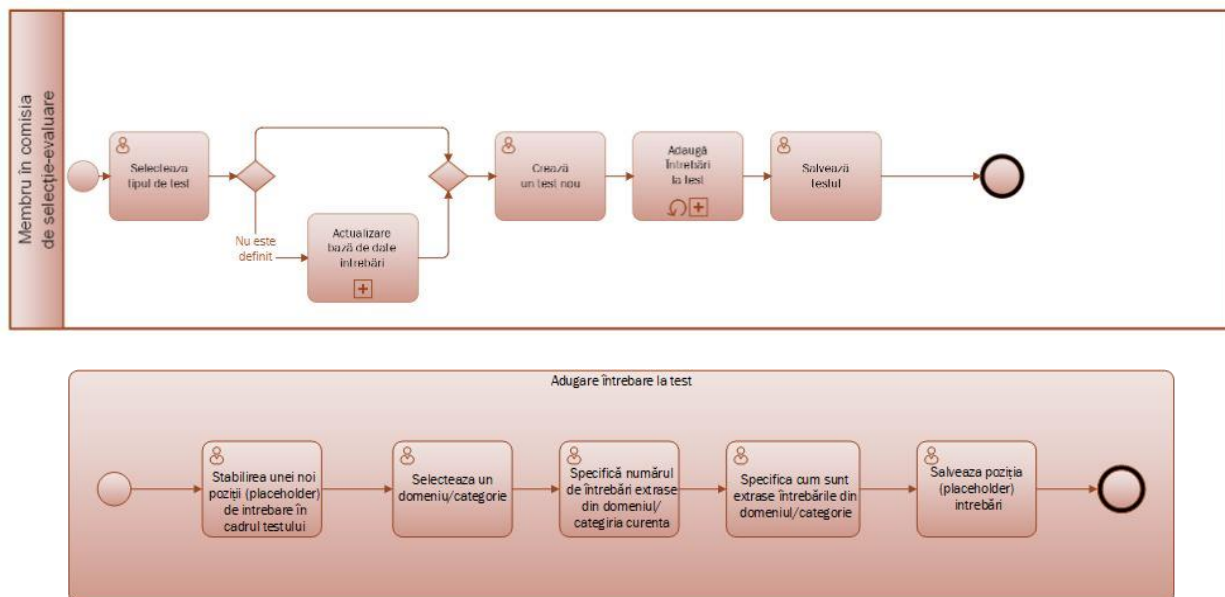 Membru în comisia
de selecție-evaluare
Selecteaza
tipul de test
Nu este
definit
Actualizare
bază de date
intrebări
Crează
un test nou
Adaugă
Întrebări
la test
Salvează
testul
Adugare întrebare la test
Stabilirea unei noi
poziții (placeholder)
de intrebare în
cadrul testului
Selecteaza un
domeniu/categorie
Specifică numărul
de întrebări extrase
din domeniul/
categiria curenta
Specifica cum sunt
extrase întrebările din
domeniul/categorie
Salveaza poziția
(placeholder)
intrebări